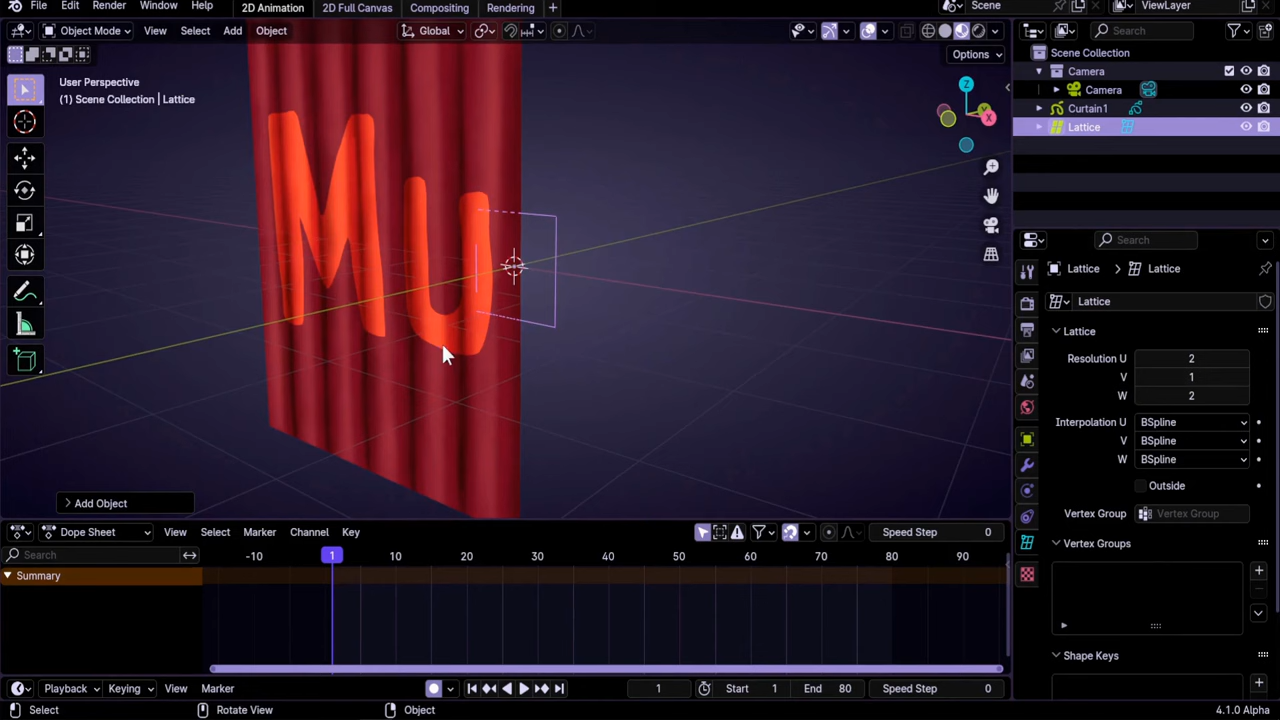 File Edit Render Window Help 2D Animation 2D Full Canvas Compositing Rendering + Scene ViewLayer
Object Mode View Select Add Object Global Search
Options Scene Collection
User Perspective Camera
(1) Scene Collection | Lattice Camera
Curtain1
Lattice
Z
X
MU
Search
Lattice Lattice
Lattice
Lattice
Resolution U 2
V 1
W 2
Interpolation U BSpline
V BSpline
W BSpline
Outside
Add Object
Vertex Group Vertex Group
Dope Sheet View Select Marker Channel Key Speed Step 0
Vertex Groups
Search -10 1 10 20 30 40 50 60 70 80 90
Summary
Shape Keys
Playback Keying View Marker 1 Start 1 End 80 Speed Step 0
Select Rotate View Object 4.1.0 Alpha